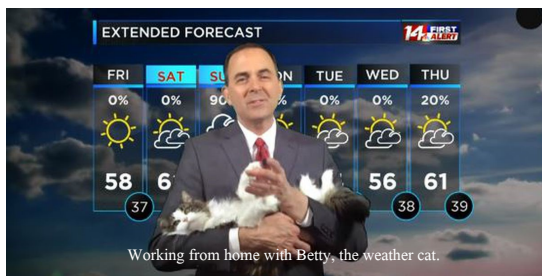 EXTENDED FORECAST
14 FIRST ALERT
FRI SAT TUE WED THU
0% 0% 0% 0% 20%
58 56 61
37 38 39
Working from home with Betty, the weather cat.